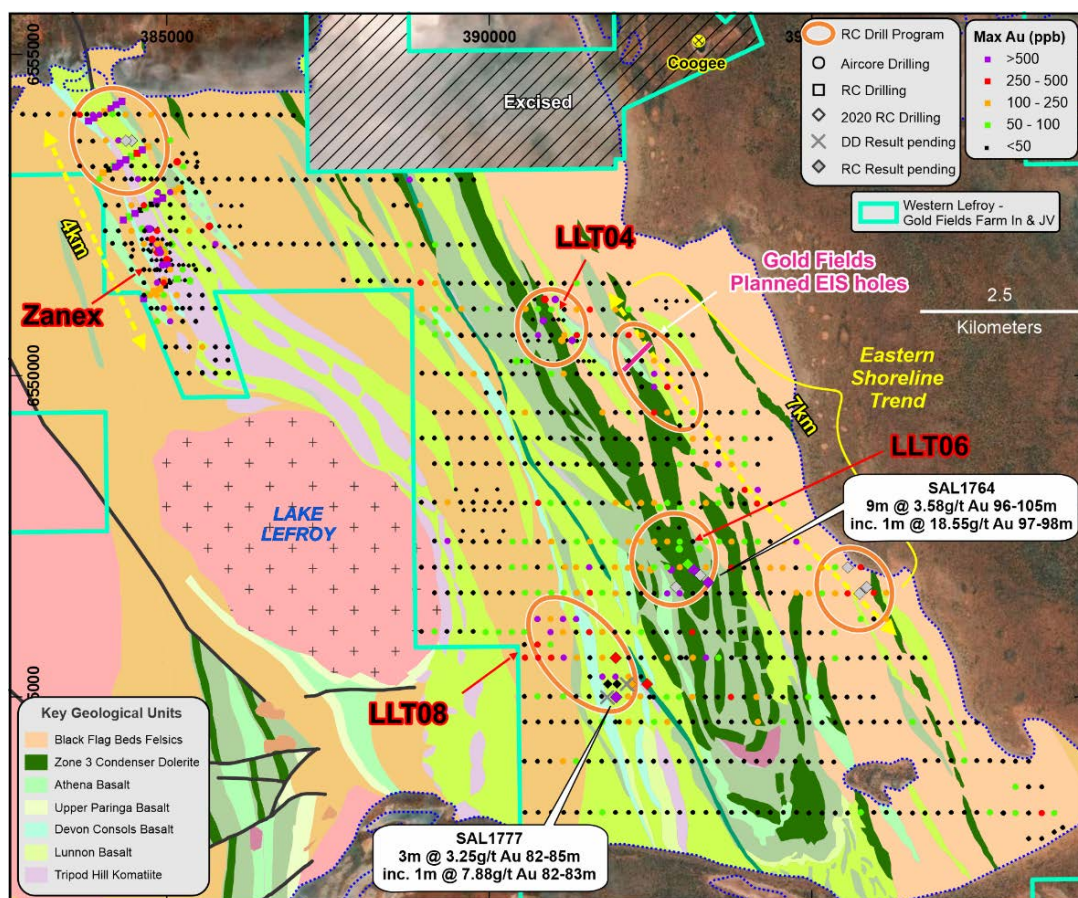 385000
390000
6555000
6550000
Coogee
Excised
RC Drill Program
Aircore Drilling
RC Drilling
2020 RC Drilling
DD Result pending
RC Result pending
Max Au (ppb)
>500
250 - 500
100 - 250
50 - 100
<50
Western Lefroy -
Gold Fields Farm In & JV
4km
Zanex
LLT04
Gold Fields
Planned EIS holes
2.5
Kilometers
Eastern
Shoreline
Trend
7km
LLT06
SAL1764
9m @ 3.58g/t Au 96-105m
inc. 1m @ 18.55g/t Au 97-98m
LAKE
LEFROY
LLT08
SAL1777
3m @ 3.25g/t Au 82-85m
inc. 1m @ 7.88g/t Au 82-83m
Key Geological Units
Black Flag Beds Felsics
Zone 3 Condenser Dolerite
Athena Basalt
Upper Paringa Basalt
Devon Consols Basalt
Lunnon Basalt
Tripod Hill Komatiite